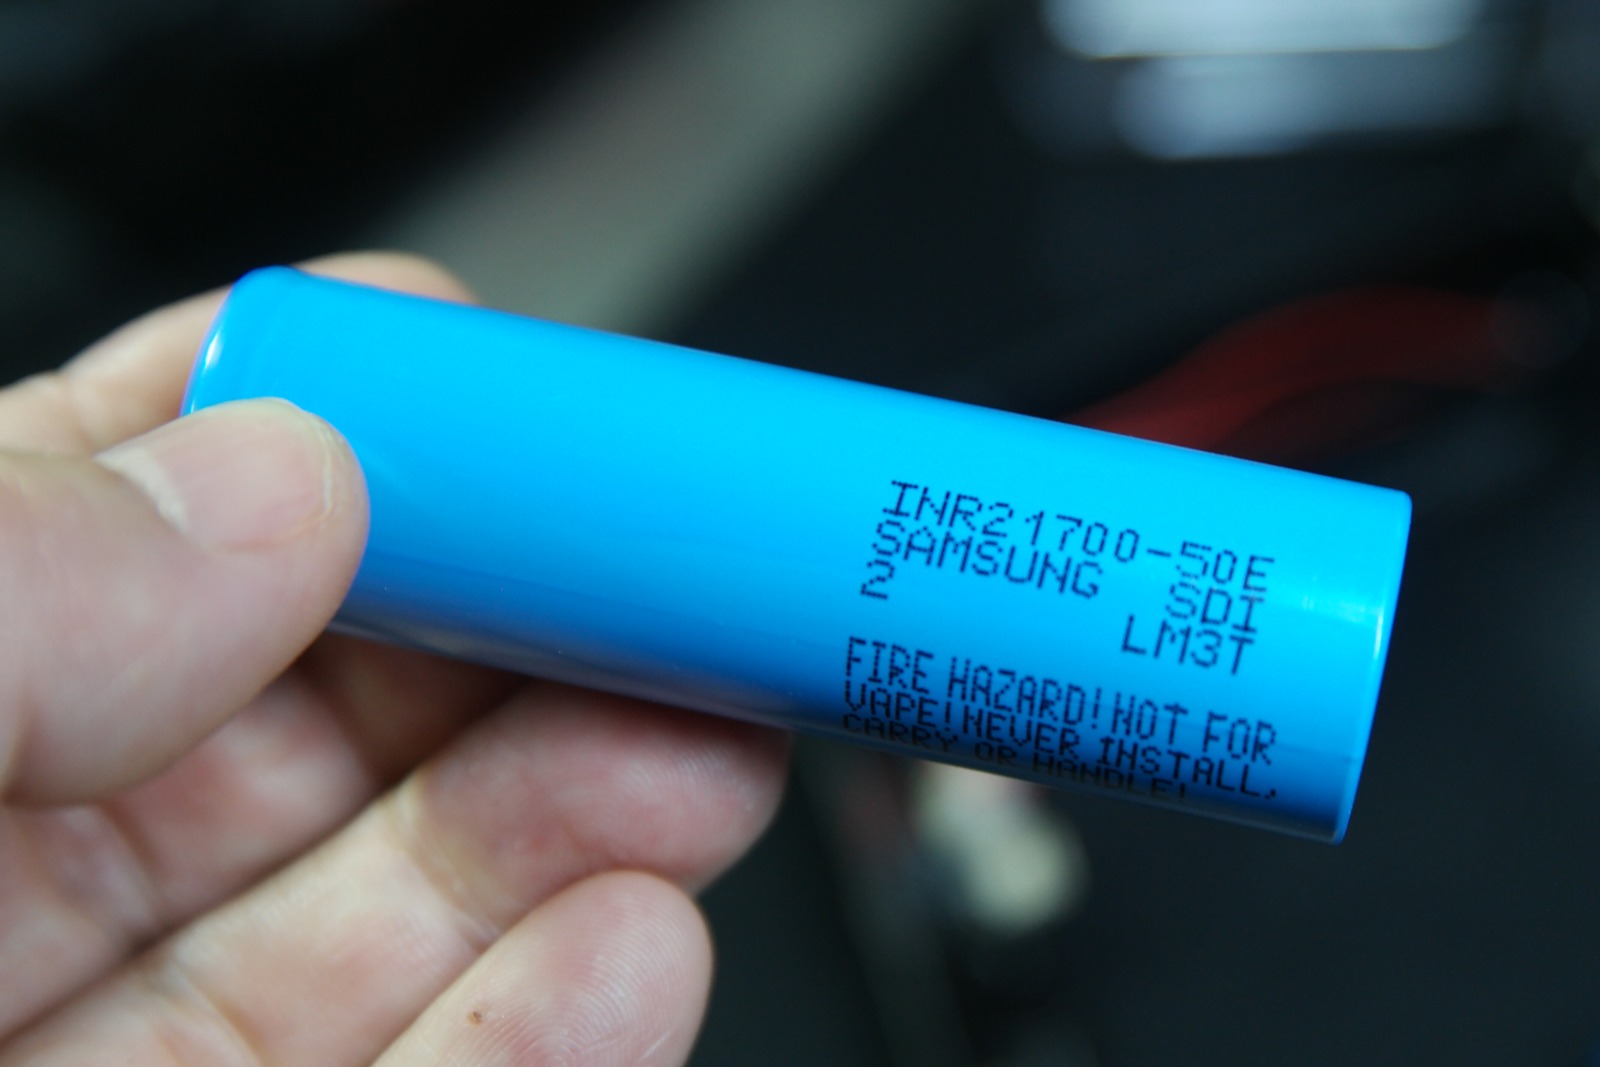 INR21700-50E
SAMSUNG SDI
2 LM3T
FIRE HAZARD!NOT FOR
VAPE!NEVER INSTALL,
CARRY OR HANDLE!